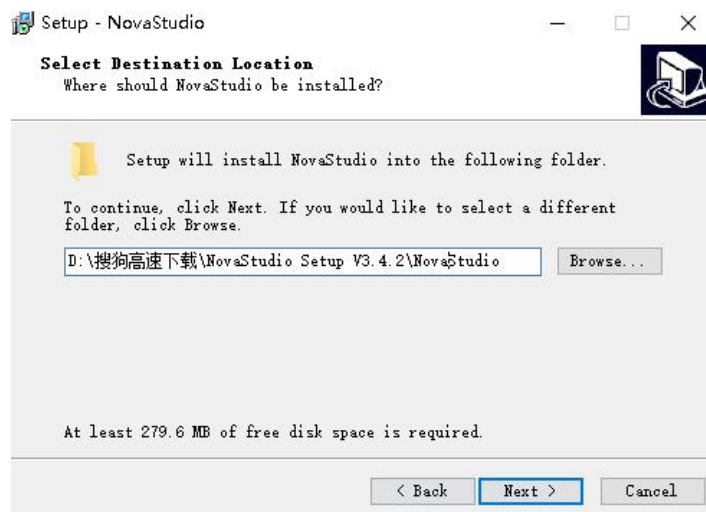 Setup - NovaStudio
Select Destination Location
Where should NovaStudio be installed?
Setup will install NovaStudio into the following folder.
To continue, click Next. If you would like to select a different
folder, click Browse.
D:\搜狗高速下载\NovaStudio Setup V3.4.2\NovaStudio
Browse...
At least 279.6 MB of free disk space is required.
< Back
Next >
Cancel